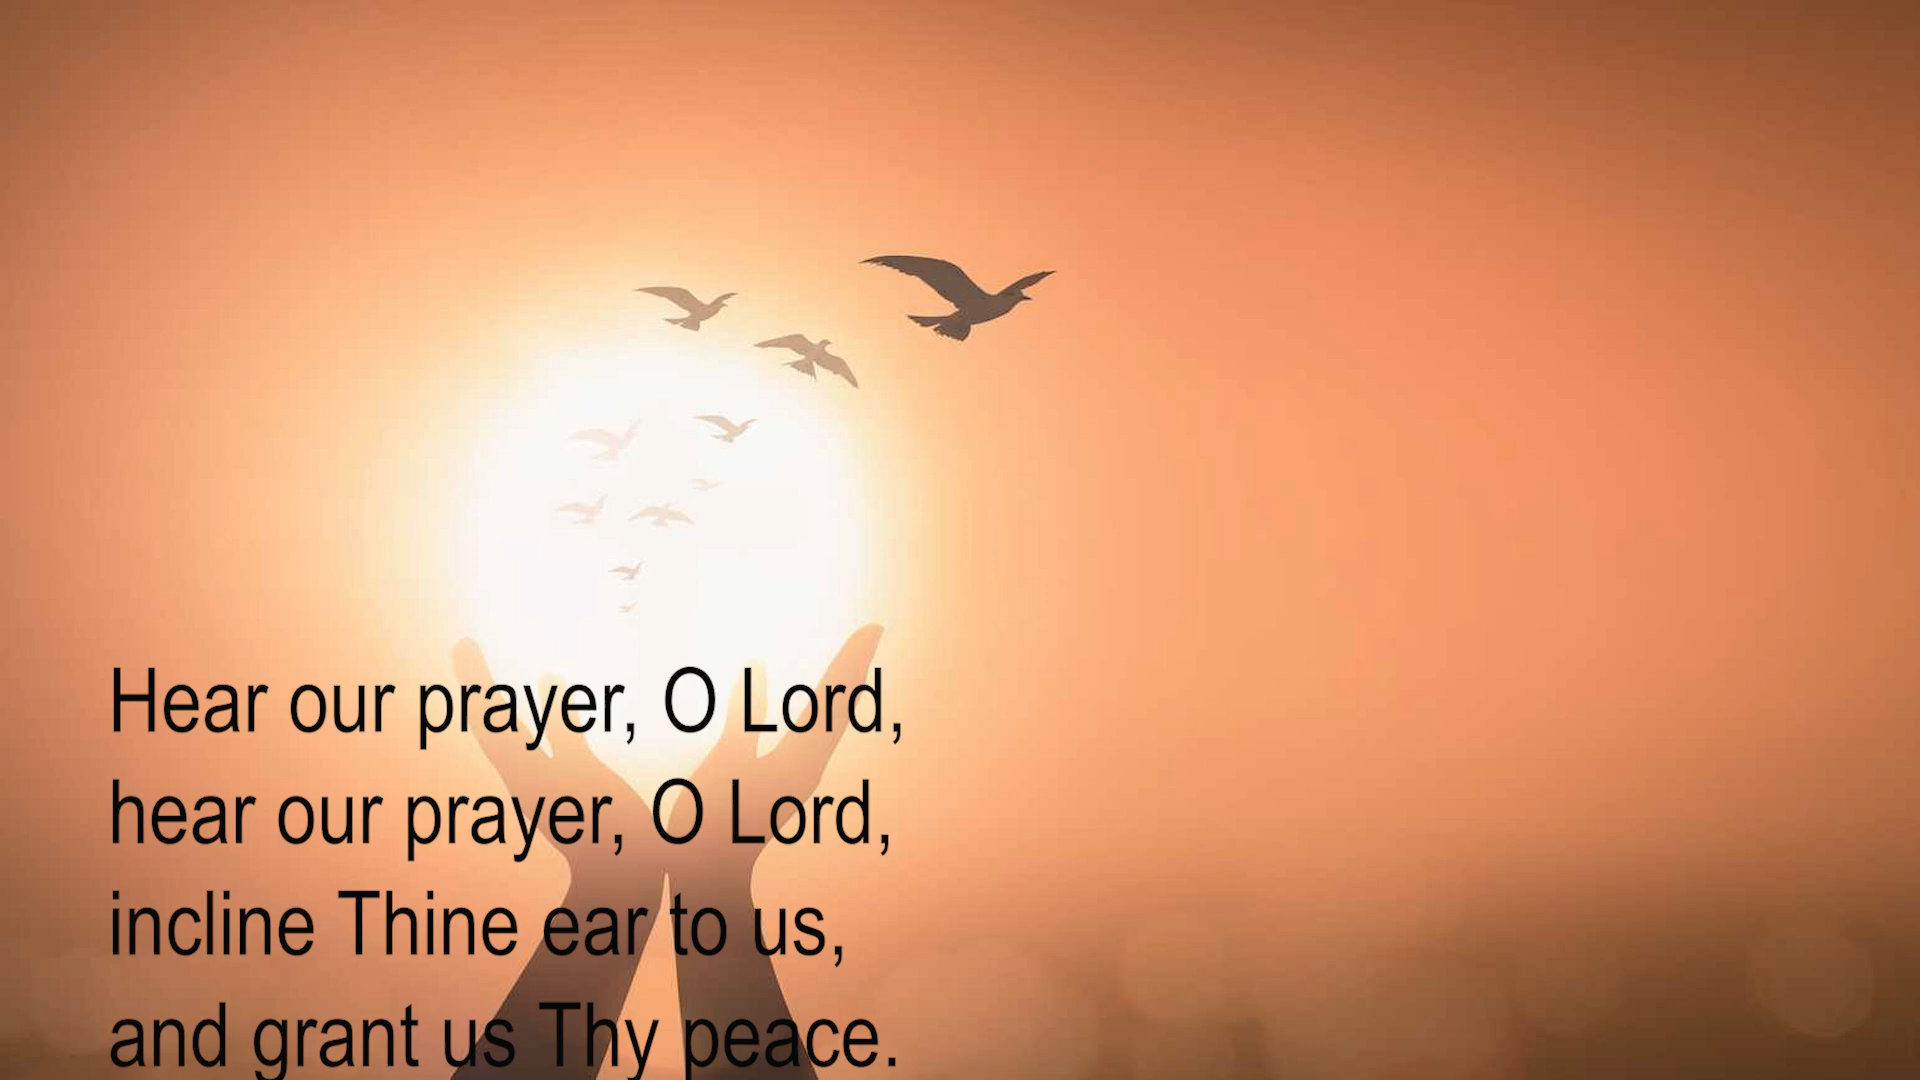 Hear our prayer, O Lord,
hear our prayer, O Lord,
incline Thine ear to us,
and grant us Thy peace.